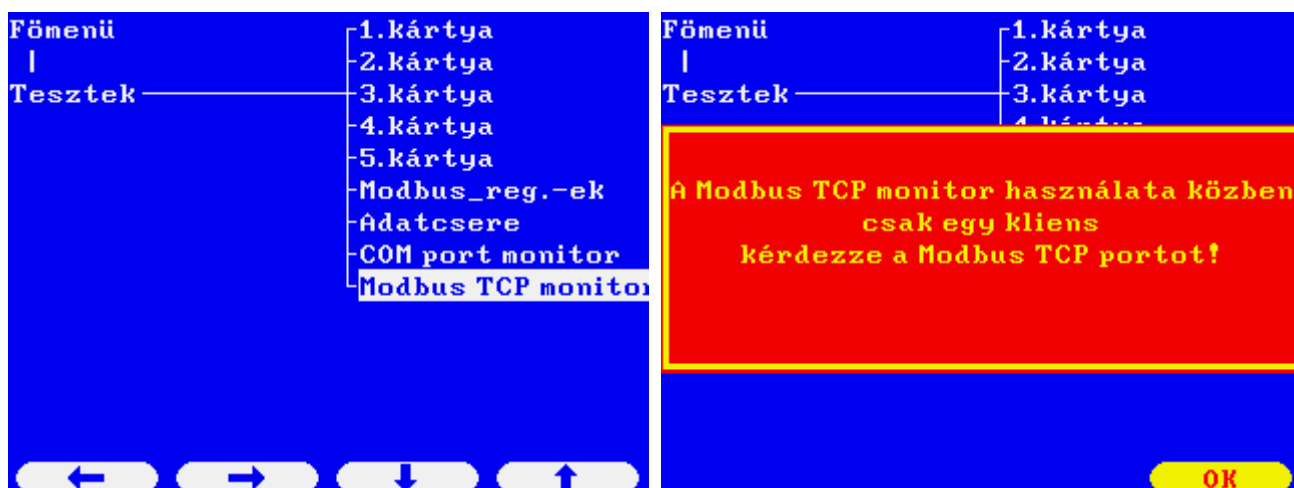 Fömenü
Tesztek
1.kártya
2.kártya
3.kártya
4.kártya
5.kártya
Modbus_reg.-ek
Adatcsere
COM port monitor
Modbus TCP monitor
Fömenü
Tesztek
1.kártya
2.kártya
3.kártya
A Modbus TCP monitor használata közben
csak egy kliens
kérdezze a Modbus TCP portot!
OK